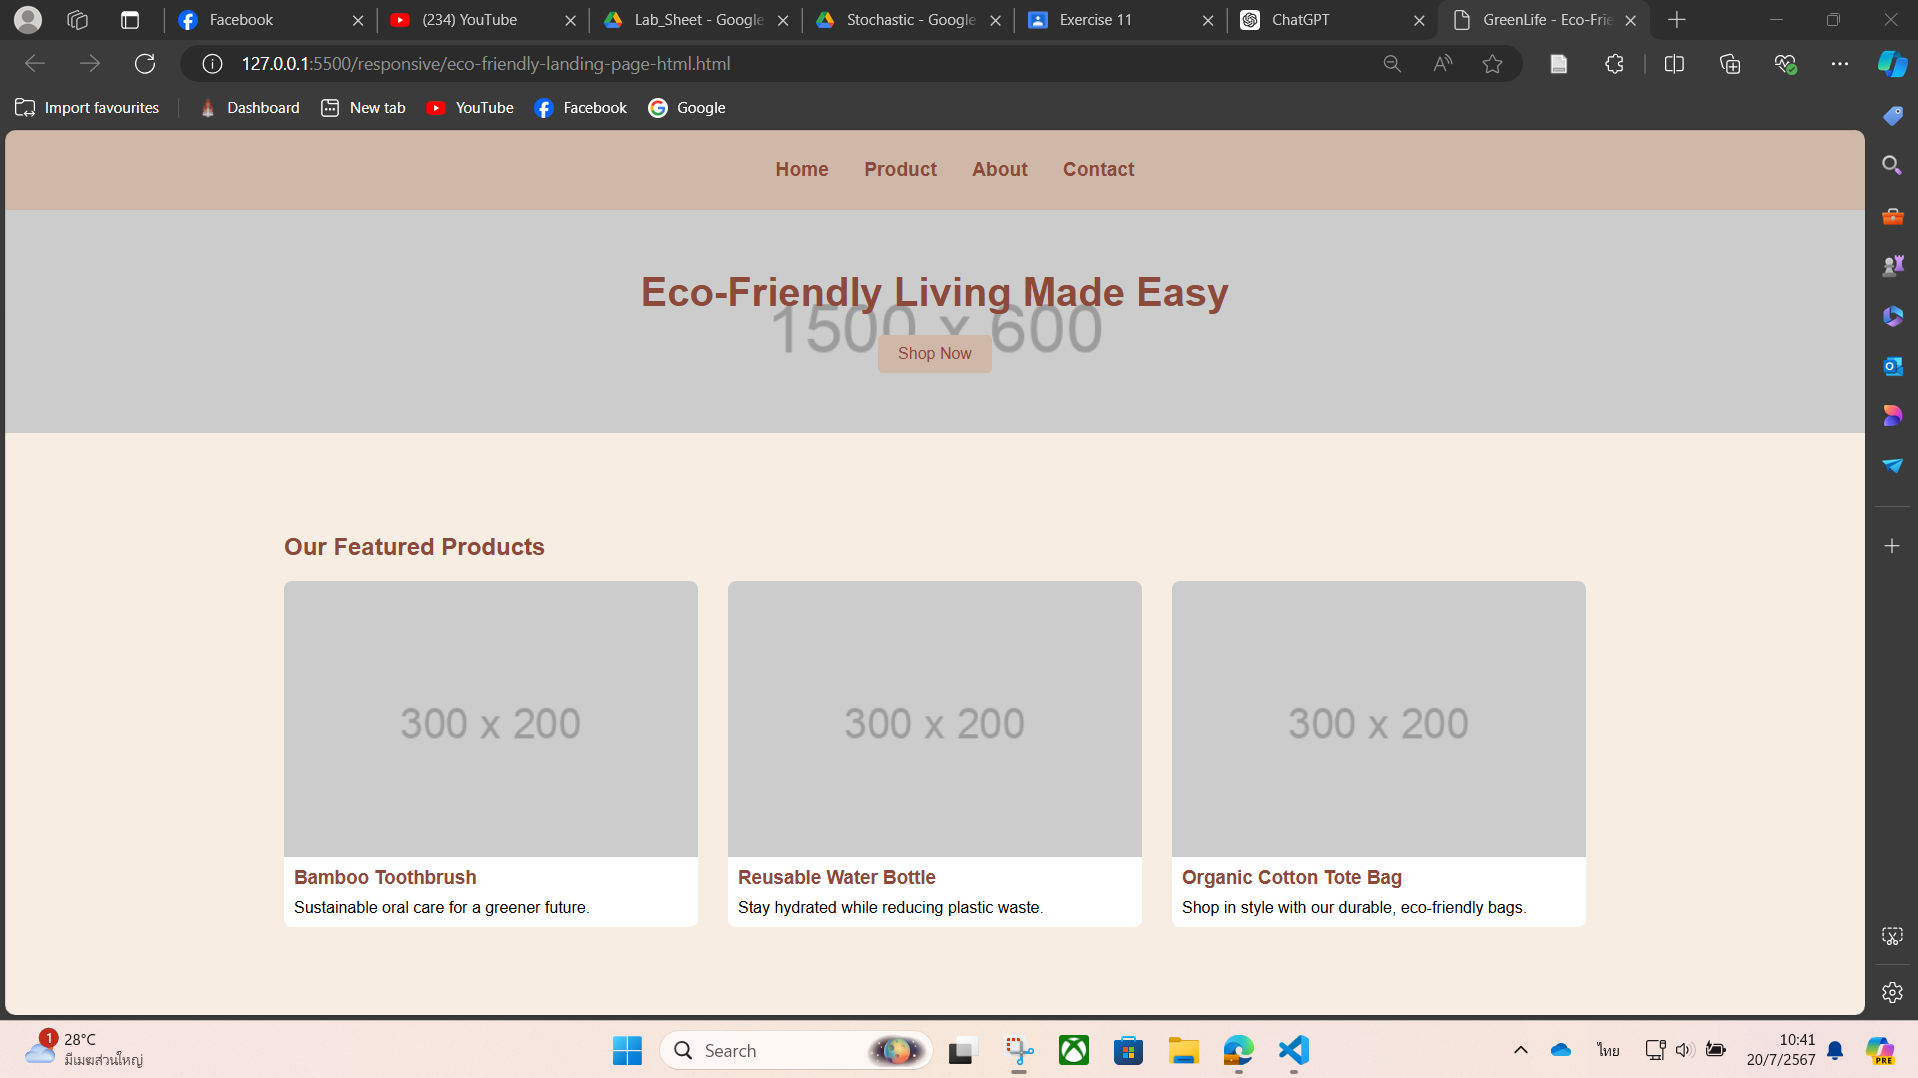 Facebook
(234) YouTube
Lab_Sheet - Google
Stochastic - Google
Exercise 11
ChatGPT
GreenLife - Eco-Frie
127.0.0.1:5500/responsive/eco-friendly-landing-page-html.html
Import favourites
Dashboard
New tab
YouTube
Facebook
Google
Home
Product
About
Contact
Eco-Friendly Living Made Easy
1500 x 600
Shop Now
Our Featured Products
300 x 200
300 x 200
300 x 200
Bamboo Toothbrush
Reusable Water Bottle
Organic Cotton Tote Bag
Sustainable oral care for a greener future.
Stay hydrated while reducing plastic waste.
Shop in style with our durable, eco-friendly bags.
1
28°C
มีเมฆส่วนใหญ่
Search
ไทย
10:41
20/7/2567
PRE